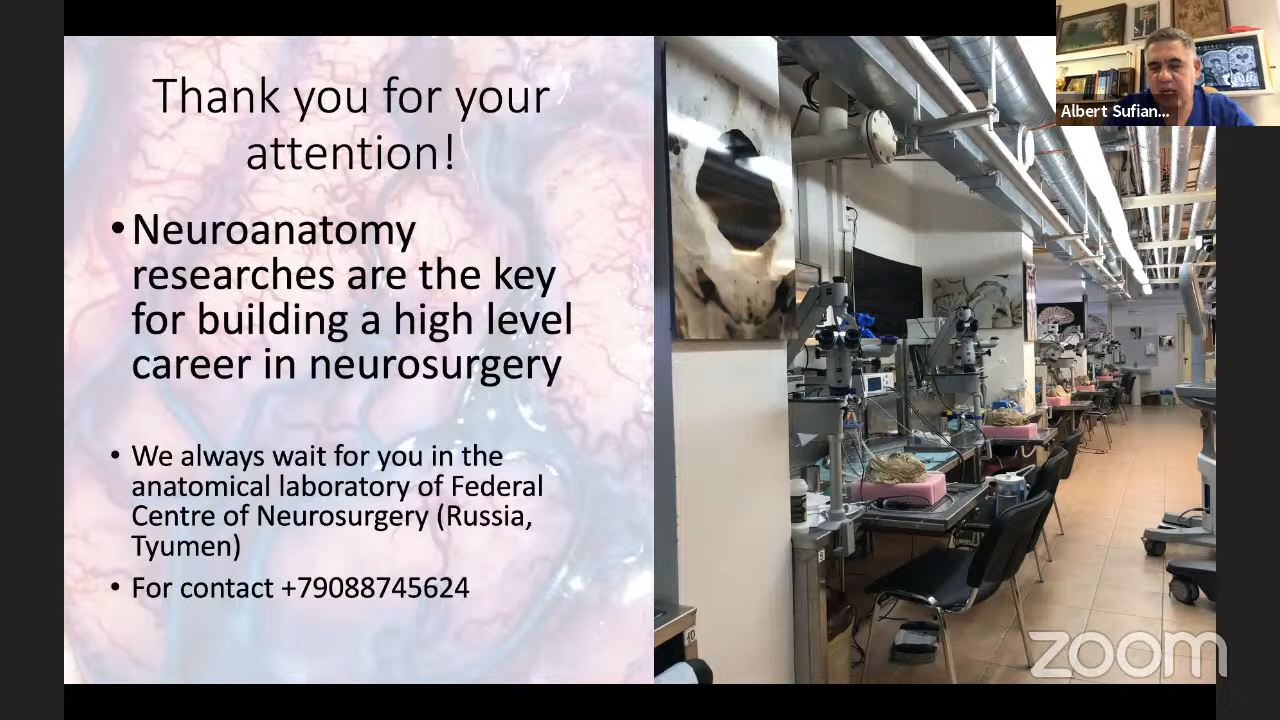 Thank you for your
attention!
• Neuroanatomy
researches are the key
for building a high level
career in neurosurgery
• We always wait for you in the
anatomical laboratory of Federal
Centre of Neurosurgery (Russia,
Tyumen)
• For contact +79088745624
Albert Sufian...
9
10
zoom